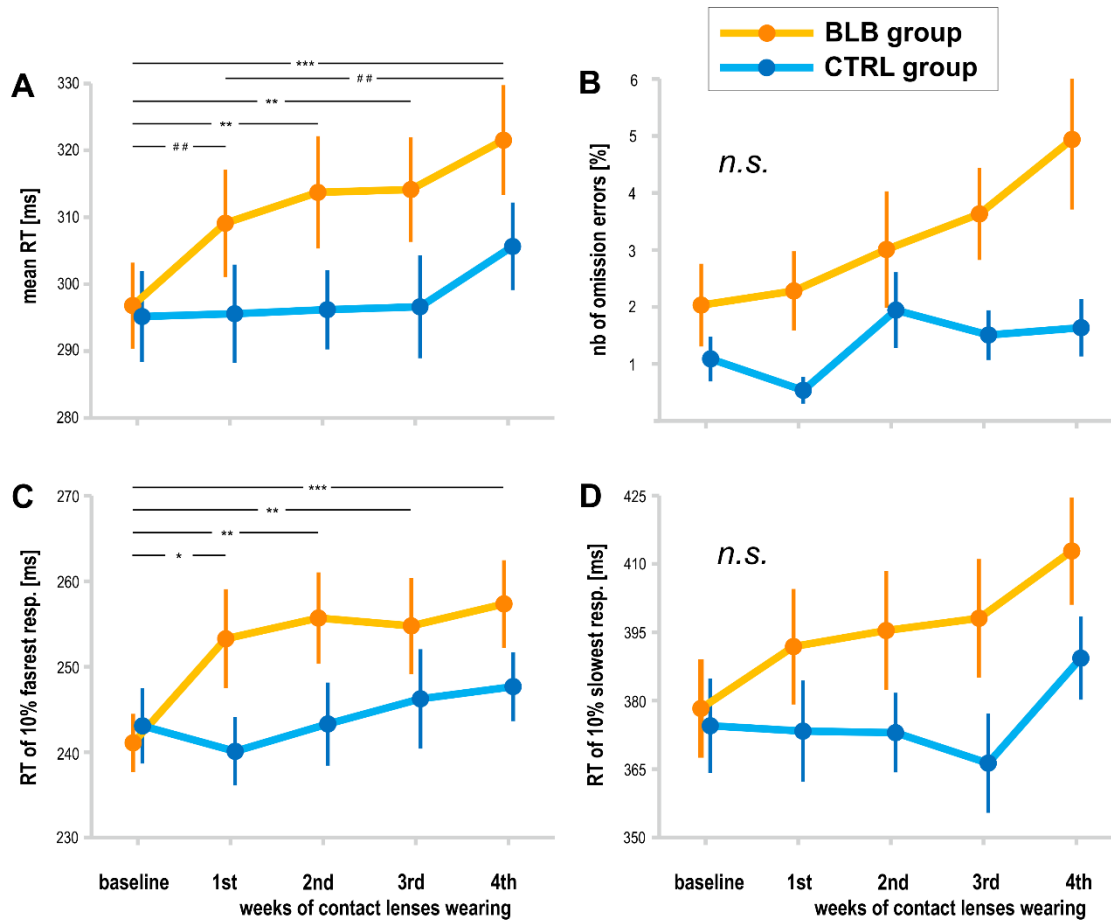 BLB group
CTRL group
A
mean RT [ms]
330
320
310
300
290
280
***
##
**
**
##
B
nb of omission errors [%]
6
5
4
3
2
1
n.s.
C
RT of 10% fasrest resp. [ms]
270
260
250
240
230
***
**
**
*
baseline 1st 2nd 3rd 4th
weeks of contact lenses wearing
D
RT of 10% slowest resp. [ms]
425
410
395
380
365
350
n.s.
baseline 1st 2nd 3rd 4th
weeks of contact lenses wearing